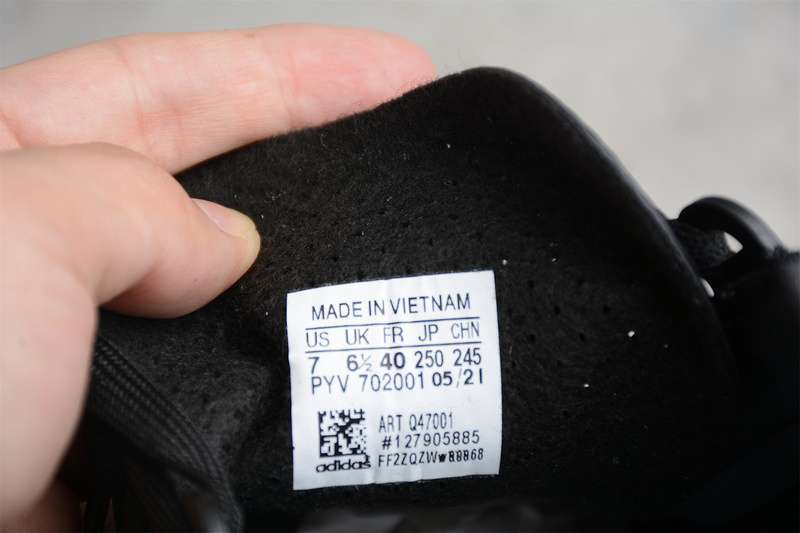 MADE IN VIETNAM
US UK FR JP CHN
7 6½ 40 250 245
PYV 702001 05/21
ART Q47001
#127905885
adidas